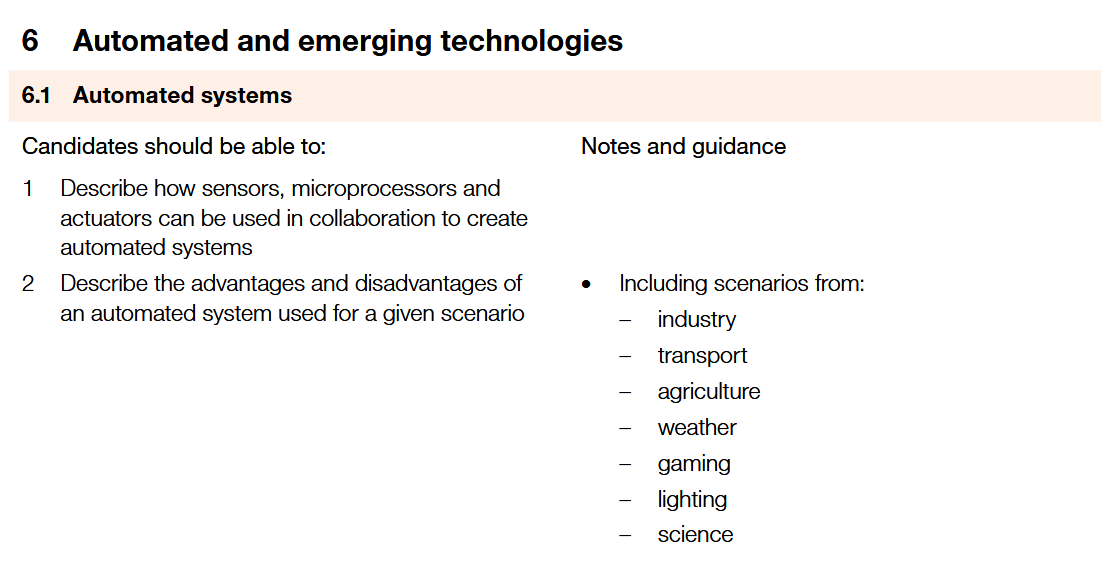 6 Automated and emerging technologies
6.1 Automated systems
Candidates should be able to:
Notes and guidance
1 Describe how sensors, microprocessors and
actuators can be used in collaboration to create
automated systems
2 Describe the advantages and disadvantages of
an automated system used for a given scenario
• Including scenarios from:
– industry
– transport
– agriculture
– weather
– gaming
– lighting
– science